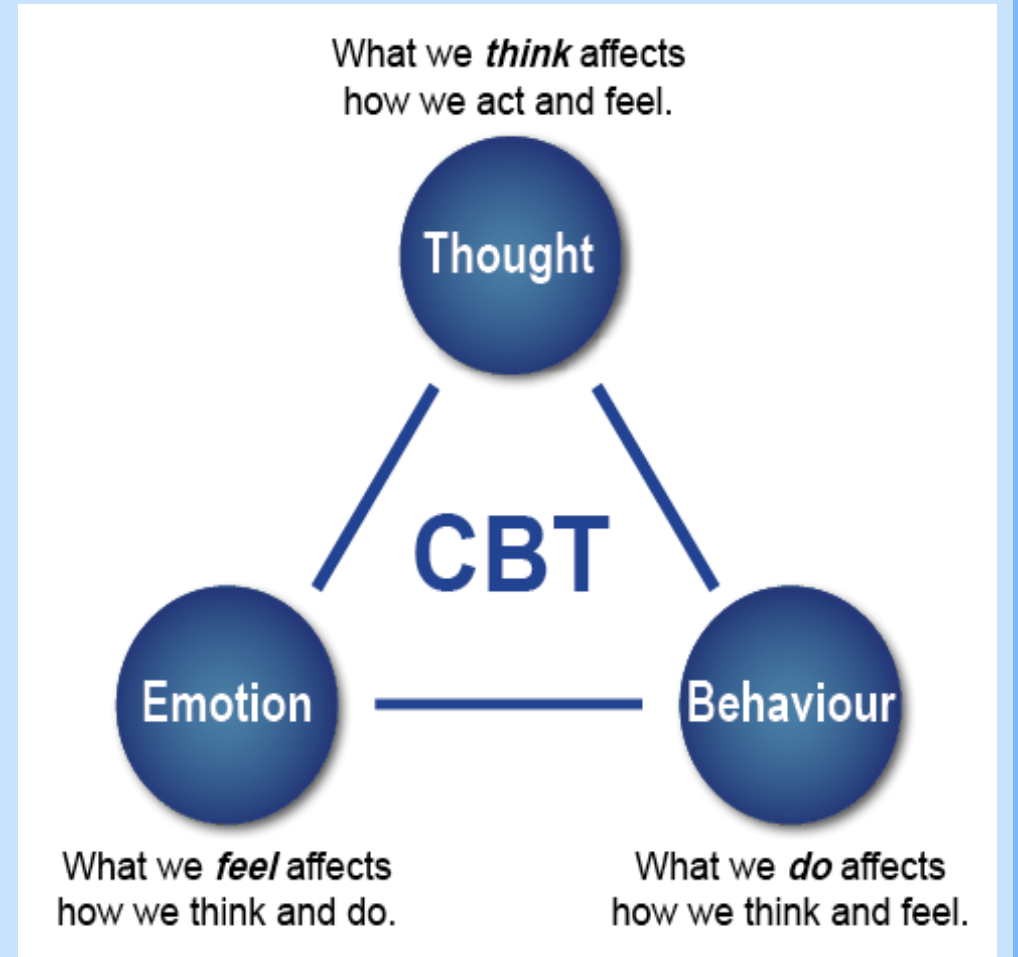 What we think affects
how we act and feel.
Thought
CBT
Emotion
Behaviour
What we feel affects
how we think and do.
What we do affects
how we think and feel.